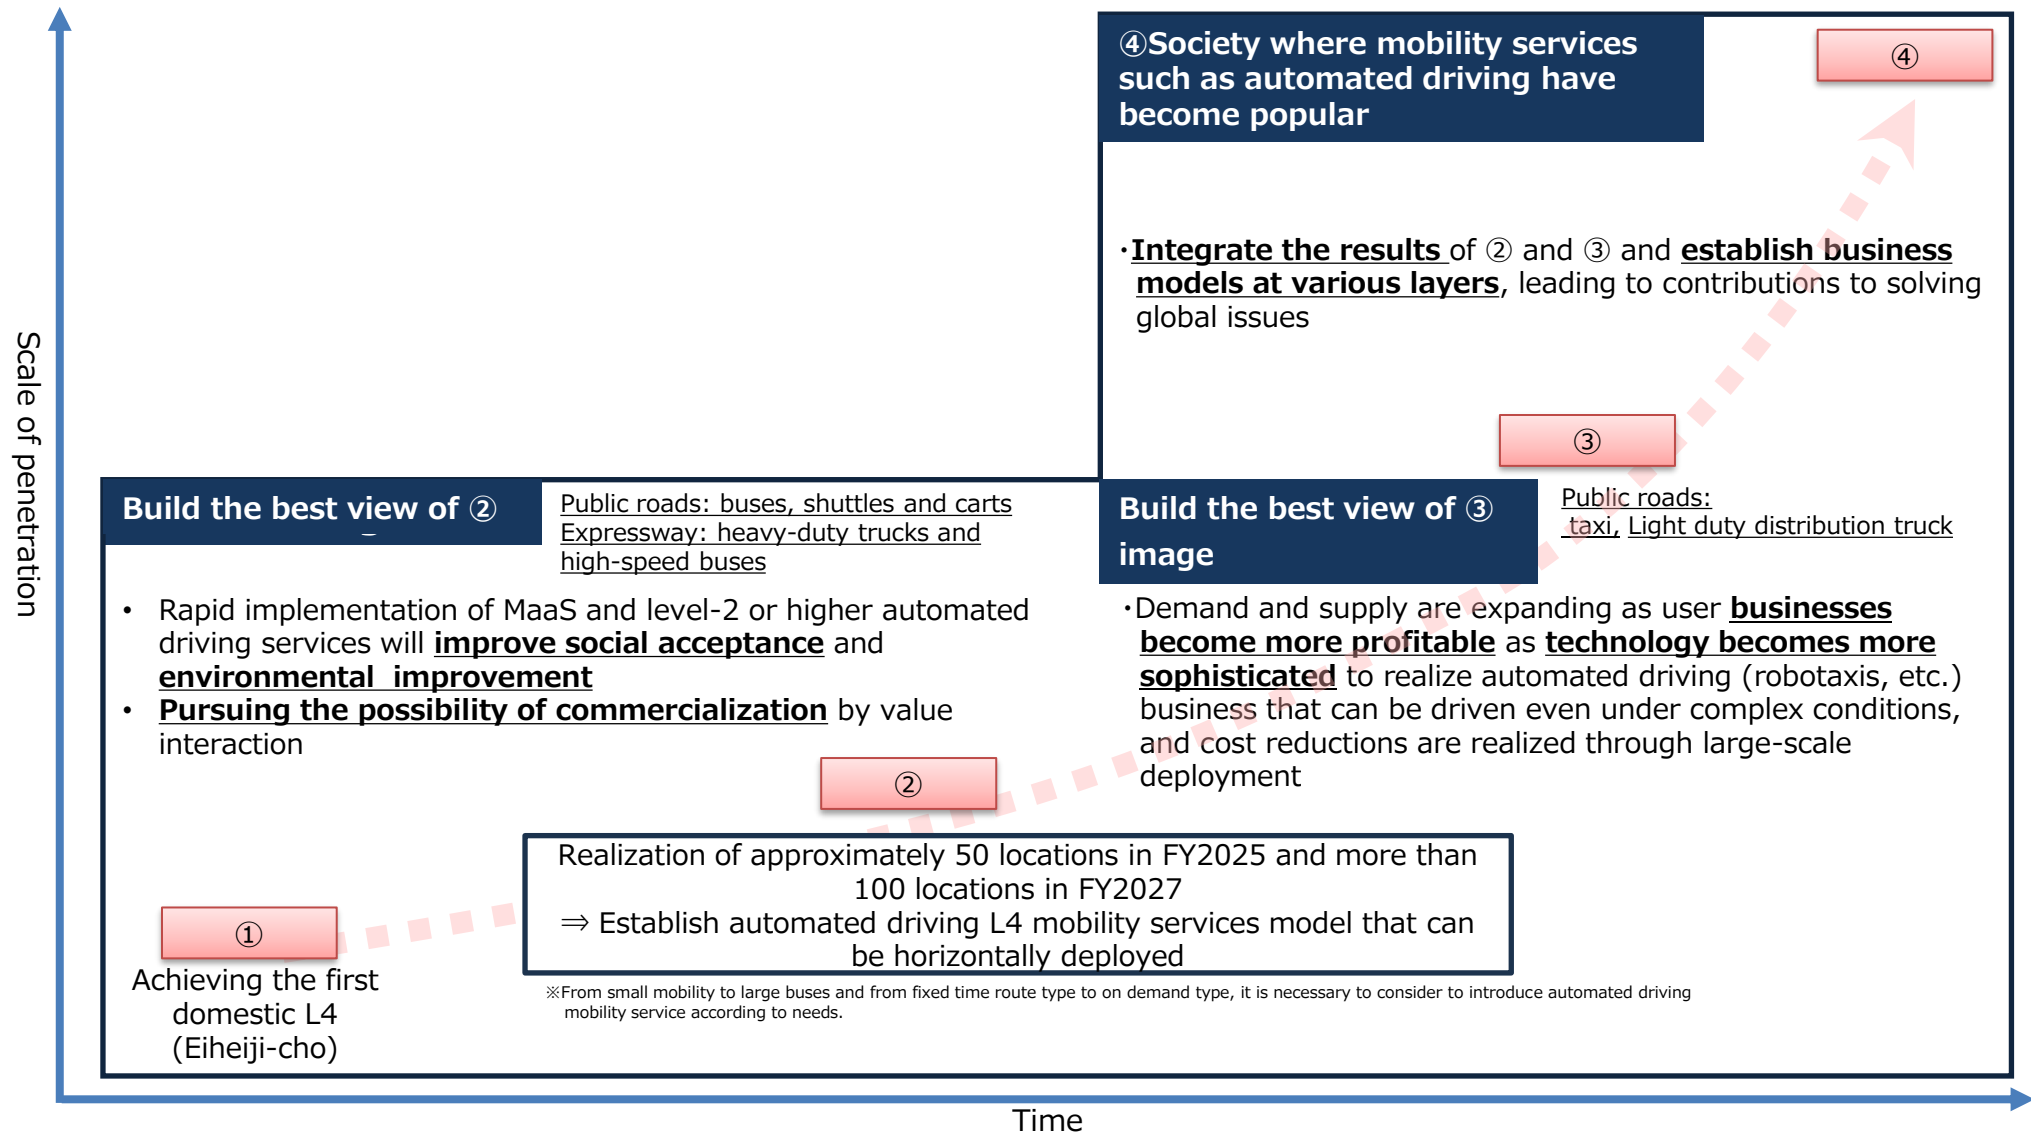 ④Society where mobility services
such as automated driving have
become popular
④
・Integrate the results of ② and ③ and establish business
models at various layers, leading to contributions to solving
global issues
Scale of penetration
③
Build the best view of ②
Public roads: buses, shuttles and carts
Expressway: heavy-duty trucks and
high-speed buses
Build the best view of ③
image
Public roads:
taxi, Light duty distribution truck
• Rapid implementation of MaaS and level-2 or higher automated
driving services will improve social acceptance and
environmental improvement
• Pursuing the possibility of commercialization by value
interaction
・Demand and supply are expanding as user businesses
become more profitable as technology becomes more
sophisticated to realize automated driving (robotaxis, etc.)
business that can be driven even under complex conditions,
and cost reductions are realized through large-scale
deployment
②
Realization of approximately 50 locations in FY2025 and more than
100 locations in FY2027
⇒ Establish automated driving L4 mobility services model that can
be horizontally deployed
①
Achieving the first
domestic L4
(Eiheiji-cho)
※From small mobility to large buses and from fixed time route type to on demand type, it is necessary to consider to introduce automated driving
mobility service according to needs.
Time